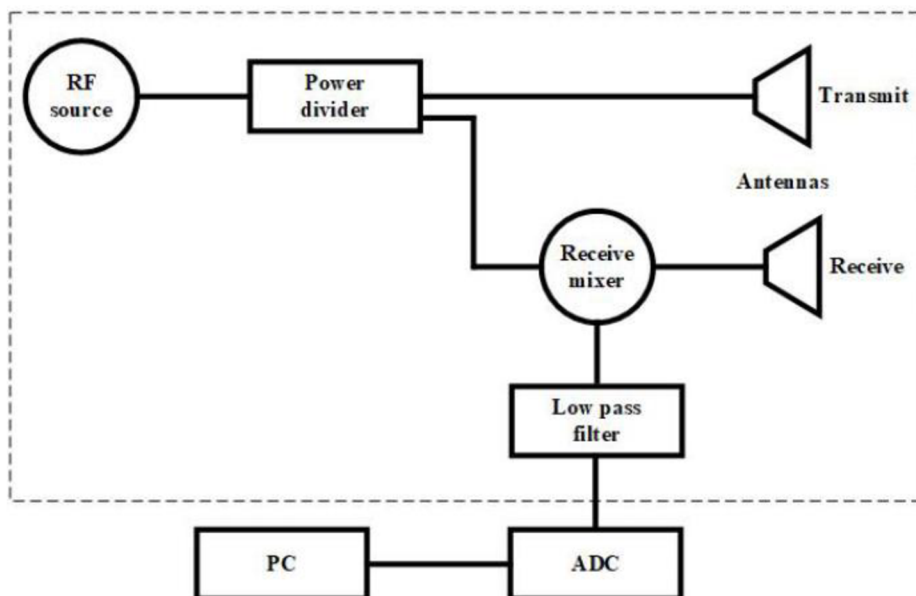 RF
source
Power
divider
Transmit
Antennas
Receive
mixer
Receive
Low pass
filter
PC
ADC